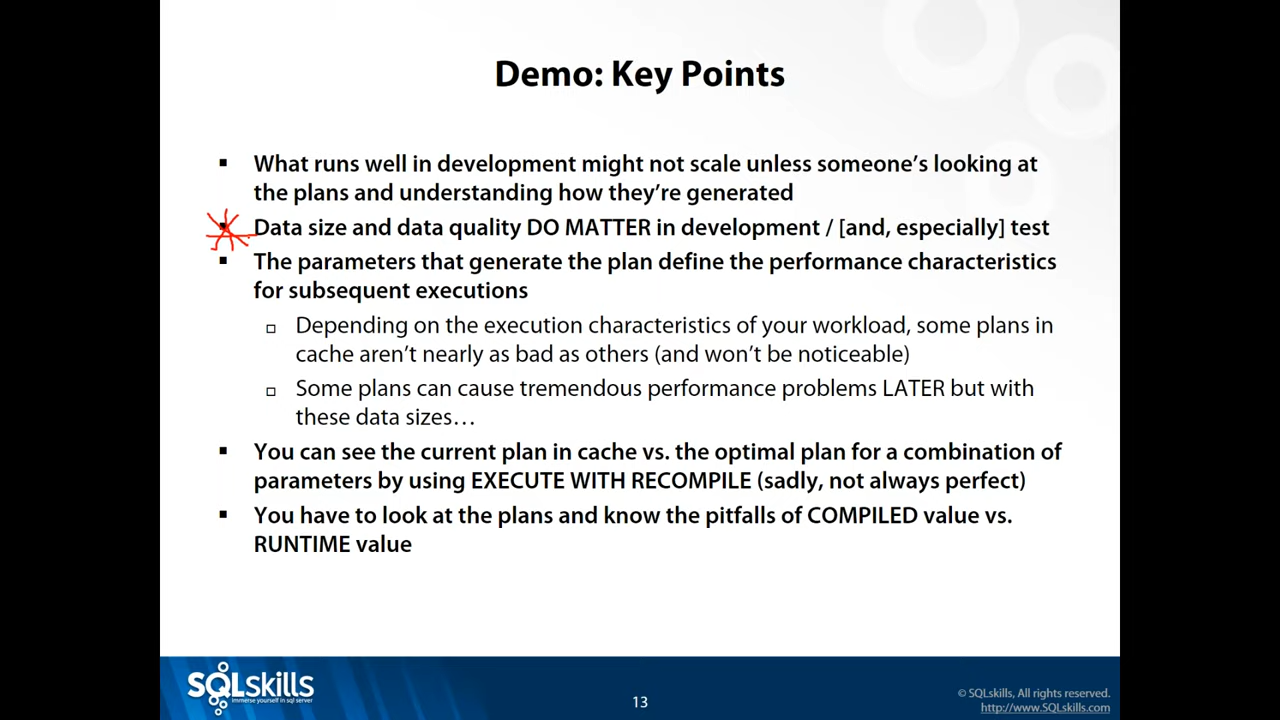 Demo: Key Points
▪ What runs well in development might not scale unless someone’s looking at
the plans and understanding how they’re generated
▪ Data size and data quality DO MATTER in development / [and, especially] test
▪ The parameters that generate the plan define the performance characteristics
for subsequent executions
▫ Depending on the execution characteristics of your workload, some plans in
cache aren’t nearly as bad as others (and won’t be noticeable)
▫ Some plans can cause tremendous performance problems LATER but with
these data sizes…
▪ You can see the current plan in cache vs. the optimal plan for a combination of
parameters by using EXECUTE WITH RECOMPILE (sadly, not always perfect)
▪ You have to look at the plans and know the pitfalls of COMPILED value vs.
RUNTIME value
SQLskills
immerse yourself in sql server
13
© SQLskills, All rights reserved.
http://www.SQLskills.com